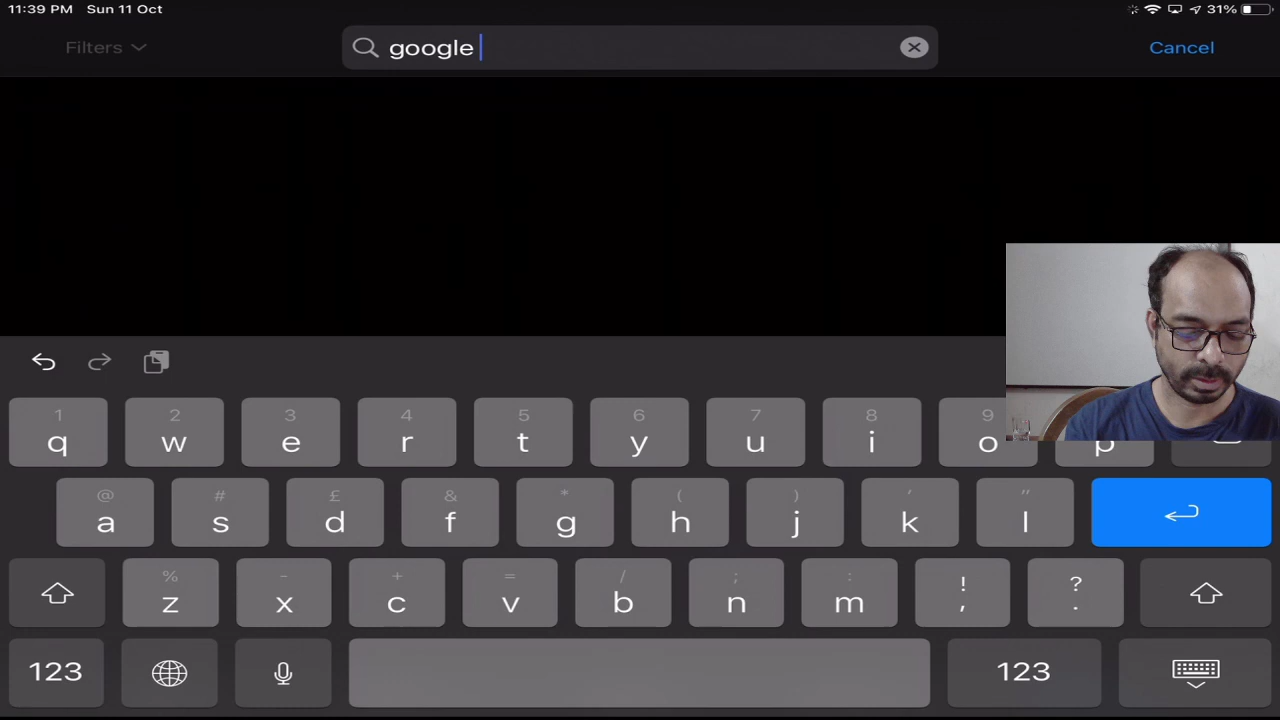 11:39 PM Sun 11 Oct 31%
Filters google Cancel
1 2 3 4 5 6 7 8 9
q w e r t y u i o p
@ # £ & * ( ) ' "
a s d f g h j k l
% - + = / ; : ! ?
z x c v b n m , .
123 123